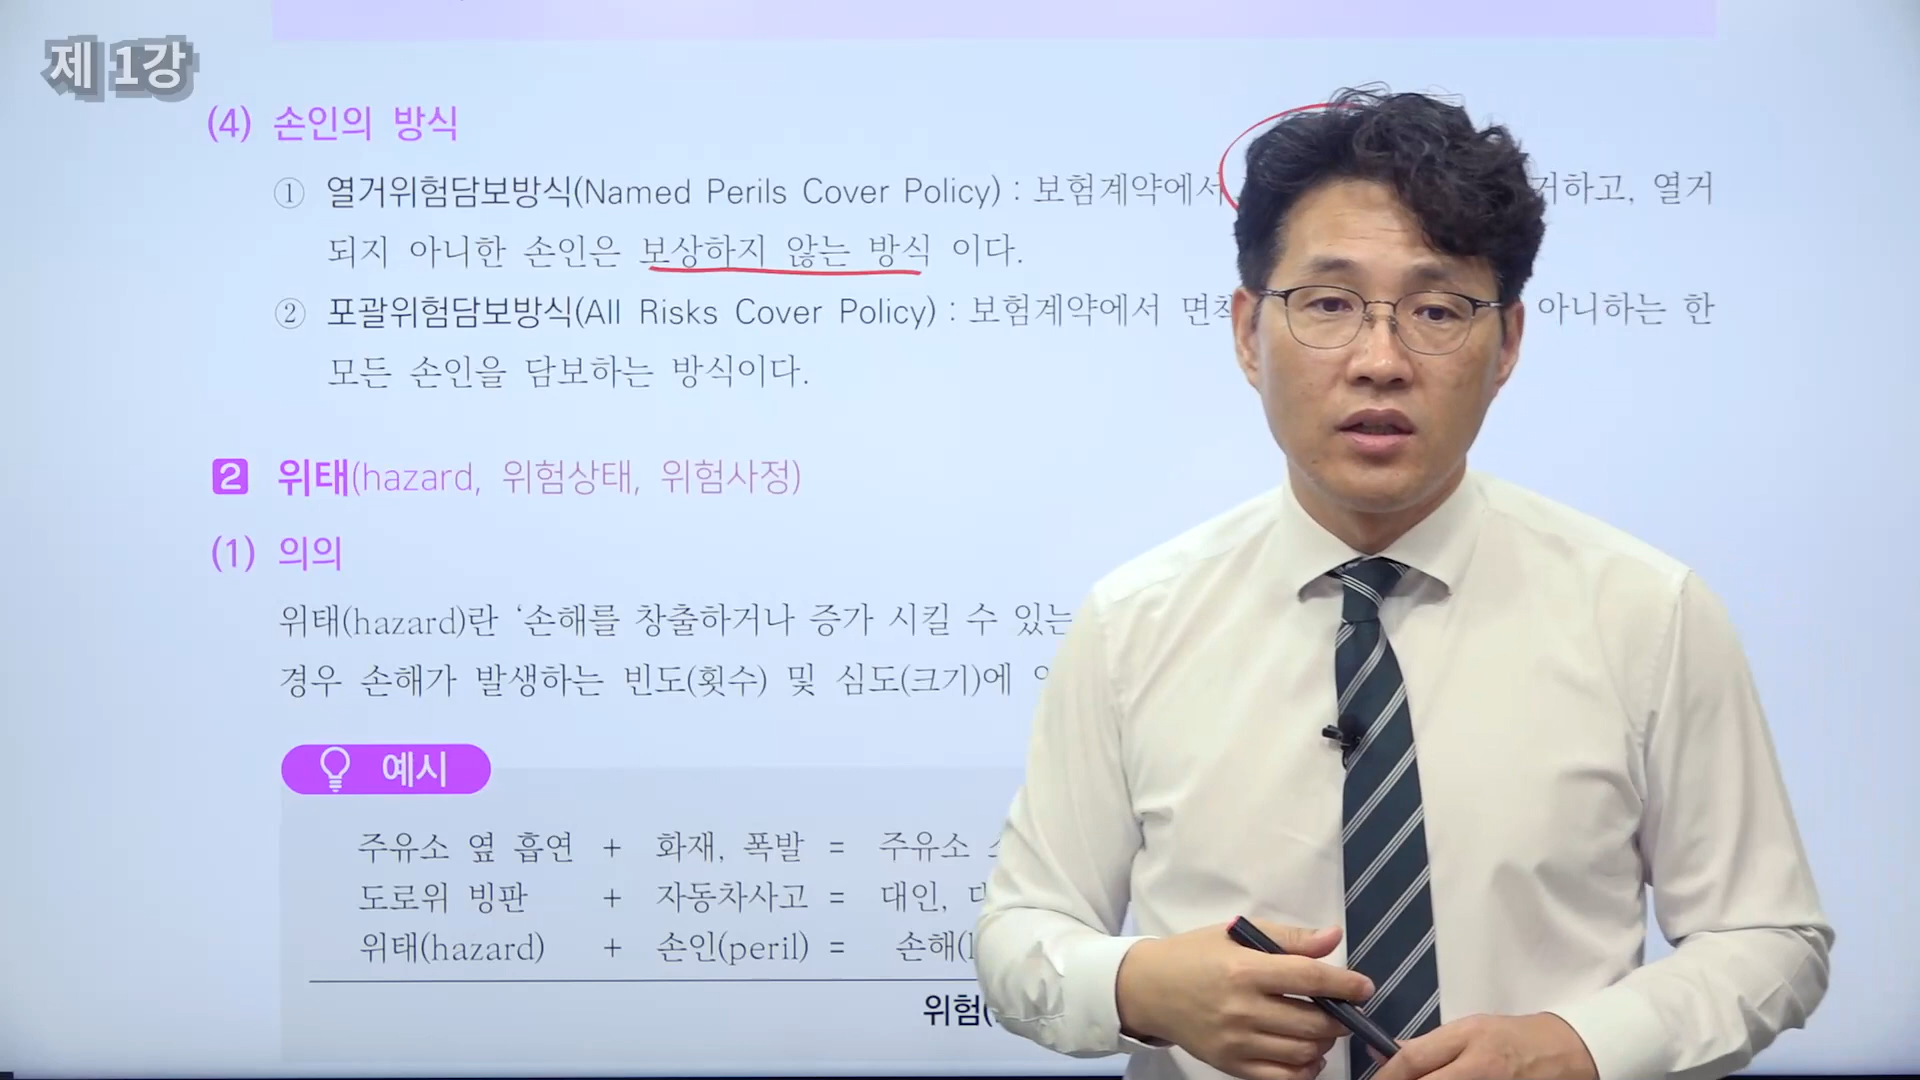 제 1강
(4) 손인의 방식
① 열거위험담보방식(Named Perils Cover Policy) : 보험계약에서 거하고, 열거
되지 아니한 손인은 보상하지 않는 방식 이다.
② 포괄위험담보방식(All Risks Cover Policy) : 보험계약에서 아니하는 한
모든 손인을 담보하는 방식이다.
2 위태(hazard, 위험상태, 위험사정)
(1) 의의
위태(hazard)란 ‘손해를 창출하거나 증가 시킬 수 있는
경우 손해가 발생하는 빈도(횟수) 및 심도(크기)에
예시
주유소 옆 흡연 + 화재, 폭발 = 주유소
도로위 빙판 + 자동차사고 = 대인,
위태(hazard) + 손인(peril) = 손해(
위험(